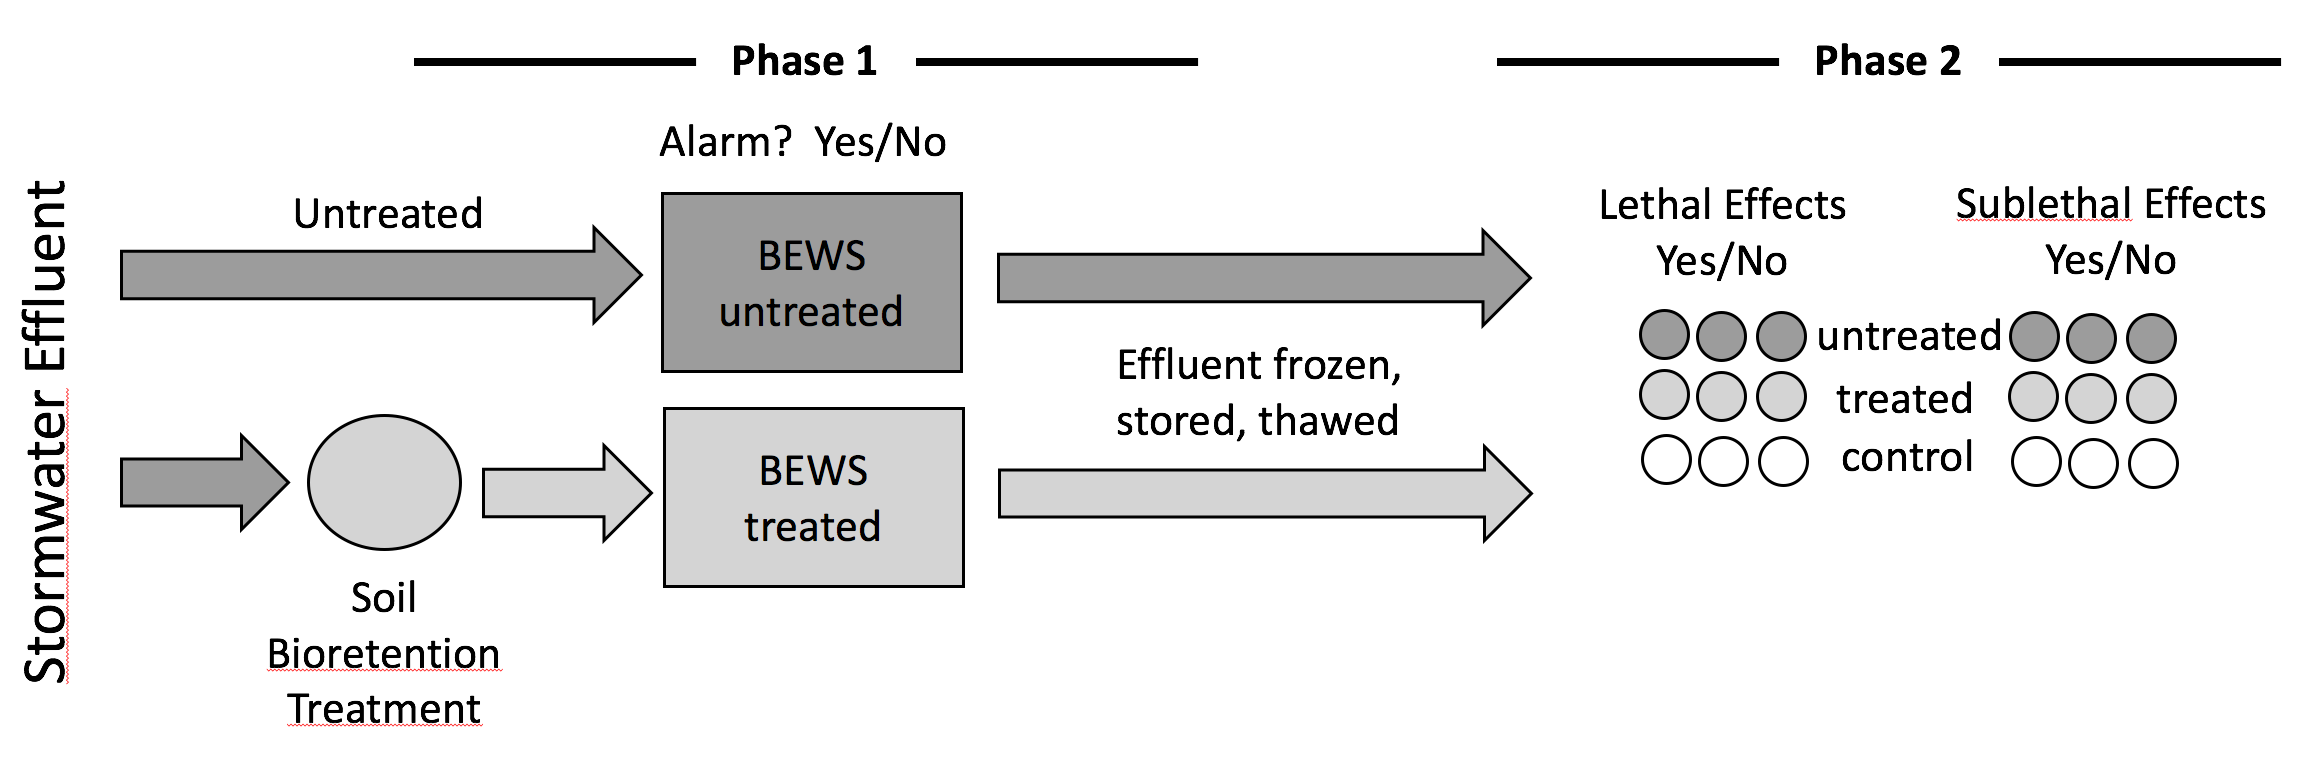 Phase 1
Phase 2
Alarm? Yes/No
Stormwater Effluent
Untreated
BEWS
untreated
Lethal Effects
Yes/No
Sublethal Effects
Yes/No
Effluent frozen,
stored, thawed
untreated
treated
control
BEWS
treated
Soil
Bioretention
Treatment